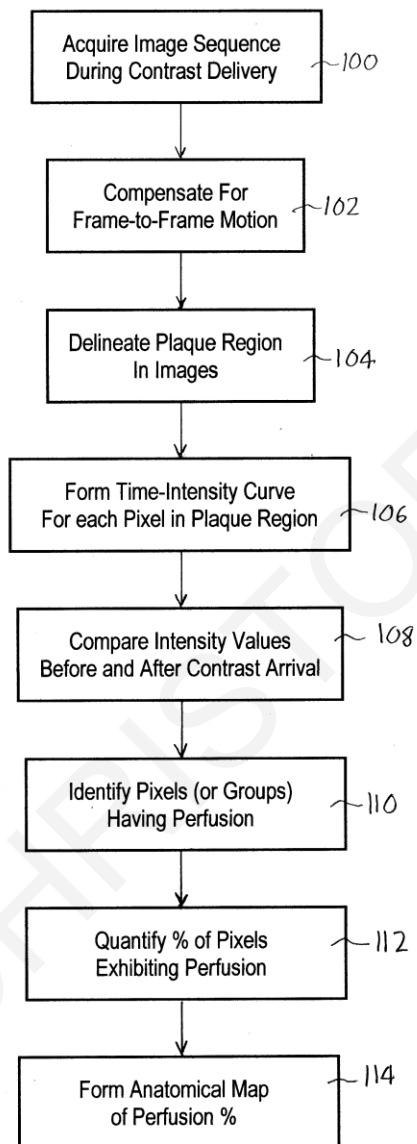 Acquire Image Sequence
During Contrast Delivery
100
Compensate For
Frame-to-Frame Motion
102
Delineate Plaque Region
In Images
104
Form Time-Intensity Curve
For each Pixel in Plaque Region
106
Compare Intensity Values
Before and After Contrast Arrival
108
Identify Pixels (or Groups)
Having Perfusion
110
Quantify % of Pixels
Exhibiting Perfusion
112
Form Anatomical Map
of Perfusion %
114